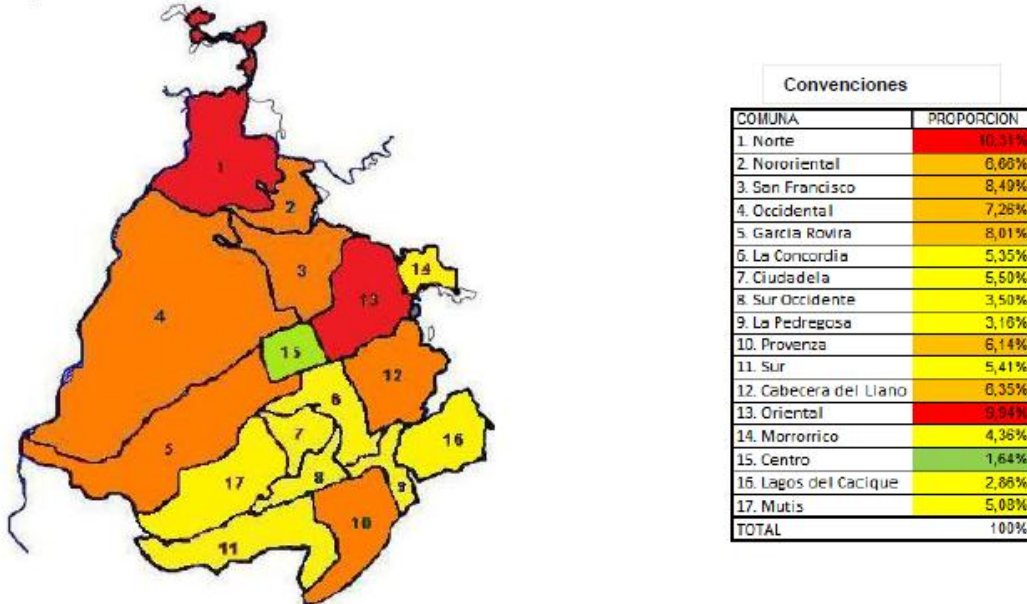 Convenciones
COMUNA PROPORCION
1. Norte 10,31%
2. Nororiental 6,66%
3. San Francisco 8,49%
4. Occidental 7,26%
5. Garcia Rovira 8,01%
6. La Concordia 5,35%
7. Ciudadela 5,50%
8. Sur Occidente 3,50%
9. La Pedregosa 3,16%
10. Provenza 6,14%
11. Sur 5,41%
12. Cabecera del Llano 6,35%
13. Oriental 9,94%
14. Morrorrico 4,36%
15. Centro 1,64%
16. Lagos del Cacique 2,86%
17. Mutis 5,08%
TOTAL 100%
1
2
3
14
13
4
15
12
6
7
16
5
17
8
9
10
11